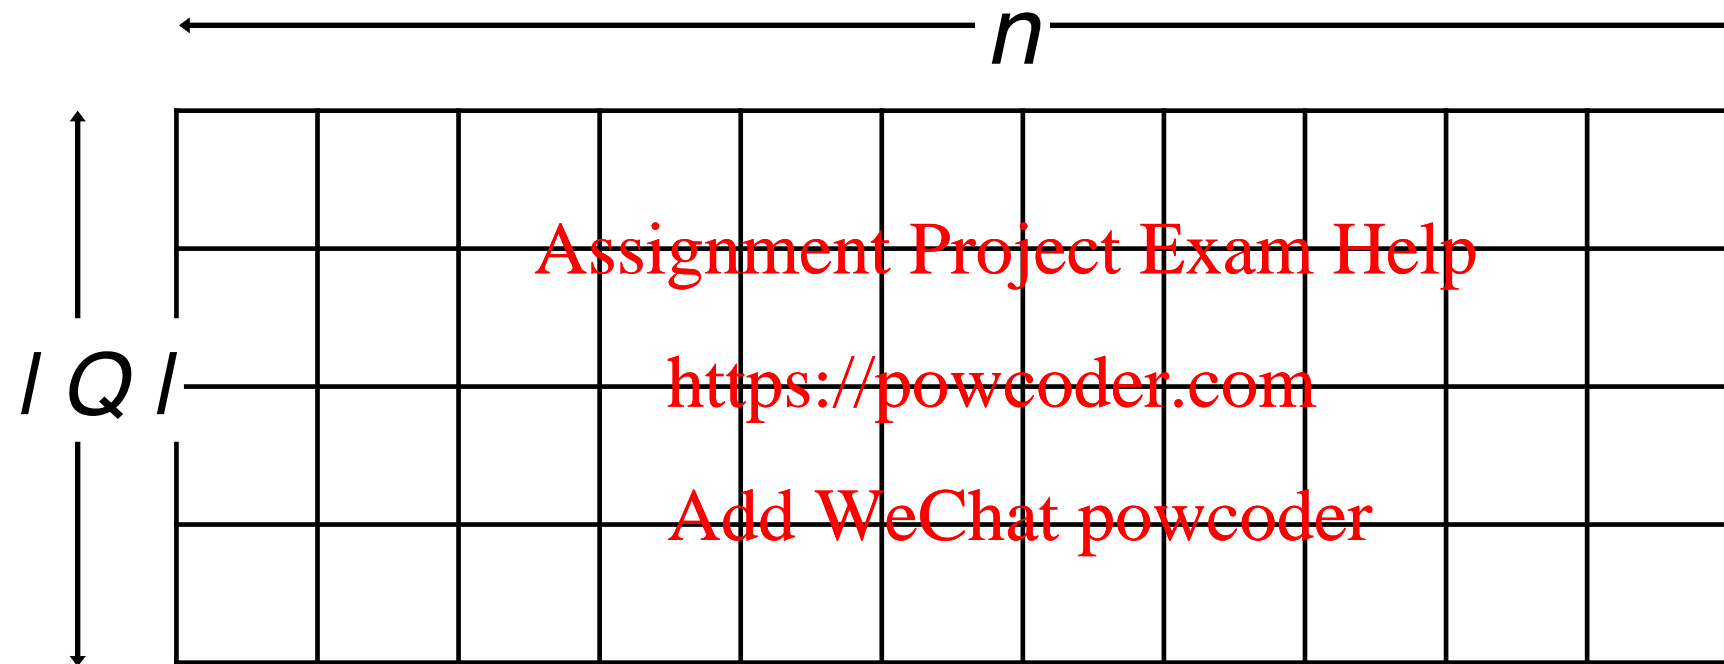 n
Assignment Project Exam Help
l Q l
https://powcoder.com
Add WeChat powcoder